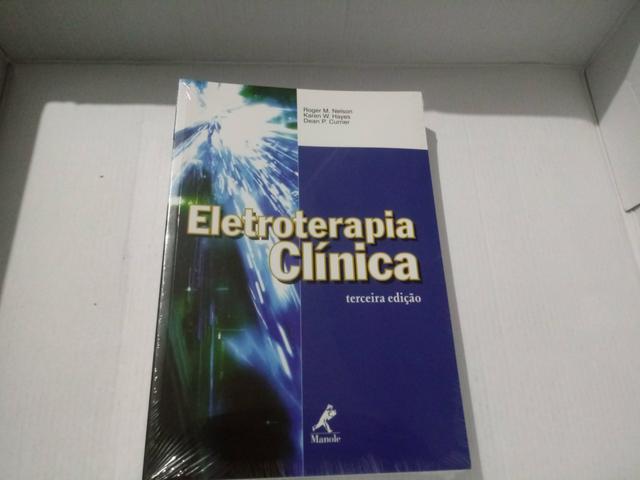 Roger M. Nelson
Karen W. Hayes
Dean P. Currier
Eletroterapia
Clínica
terceira edição
Manole